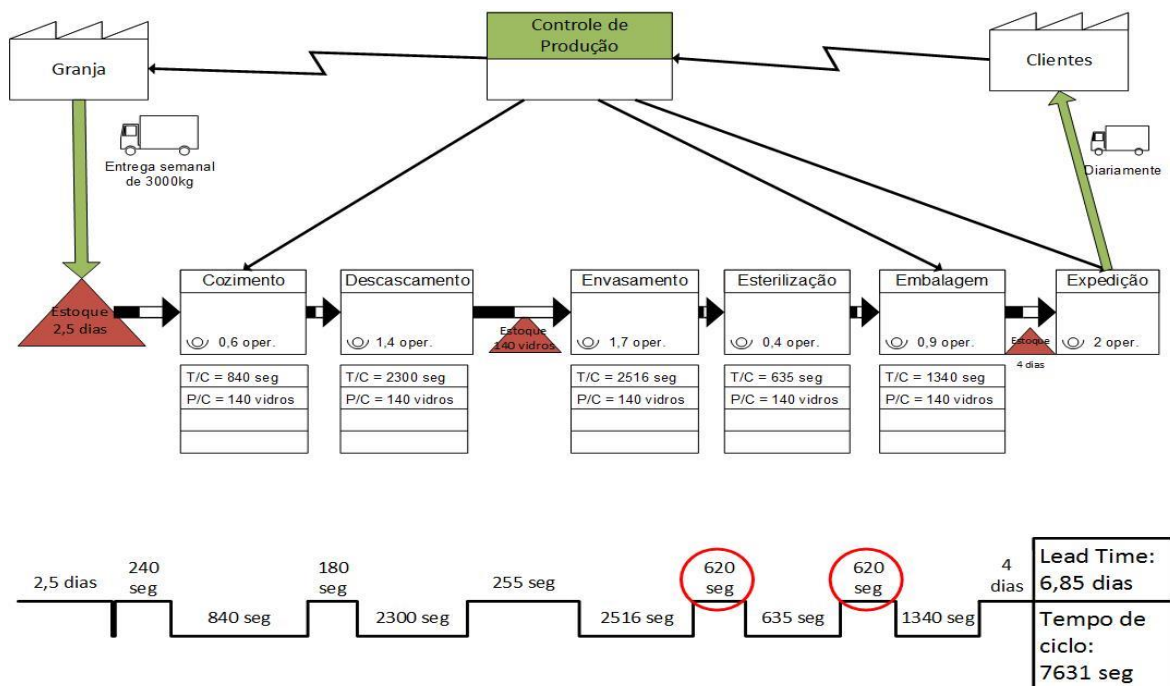 Controle de
Produção
Granja
Clientes
Entrega semanal
de 3000kg
Diariamente
Estoque
2,5 dias
Cozimento
0,6 oper.
T/C = 840 seg
P/C = 140 vidros
Descascamento
1,4 oper.
T/C = 2300 seg
P/C = 140 vidros
Estoque
140 vidros
Envasamento
1,7 oper.
T/C = 2516 seg
P/C = 140 vidros
Esterilização
0,4 oper.
T/C = 635 seg
P/C = 140 vidros
Embalagem
0,9 oper.
T/C = 1340 seg
P/C = 140 vidros
Estoque
4 dias
Expedição
2 oper.
2,5 dias
240
seg
840 seg
180
seg
2300 seg
255 seg
2516 seg
620
seg
635 seg
620
seg
1340 seg
4
dias
Lead Time:
6,85 dias
Tempo de
ciclo:
7631 seg